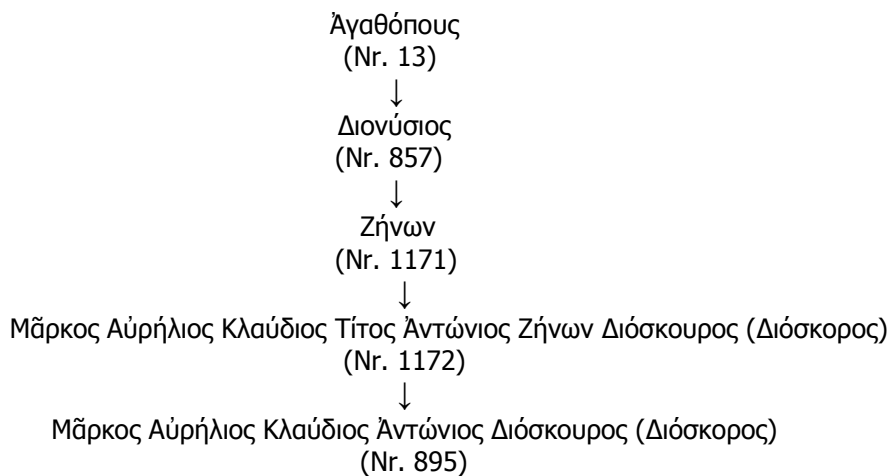 Ἀγαθόπους
(Nr. 13)
↓
Διονύσιος
(Nr. 857)
↓
Ζήνων
(Nr. 1171)
↓
Μᾶρκος Αὐρήλιος Κλαύδιος Τίτος Ἀντώνιος Ζήνων Διόσκουρος (Διόσκορος)
(Nr. 1172)
↓
Μᾶρκος Αὐρήλιος Κλαύδιος Ἀντώνιος Διόσκουρος (Διόσκορος)
(Nr. 895)